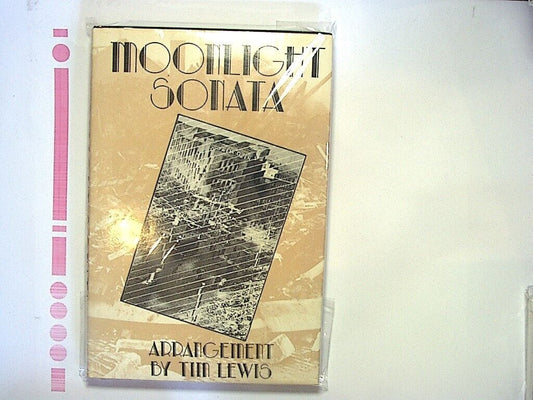 MOONLIGHT
SONATA
ARRANGEMENT
BY TIM LEWIS